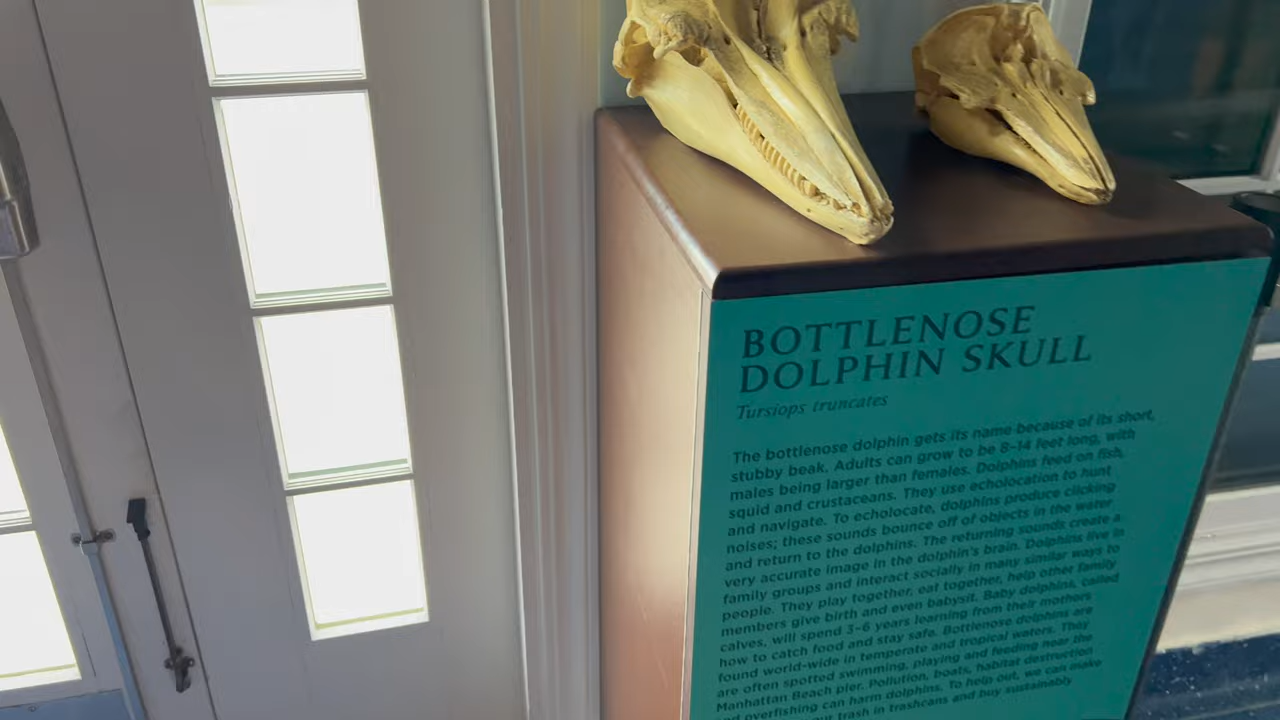 BOTTLENOSE
DOLPHIN SKULL
Tursiops truncates
The bottlenose dolphin gets its name because of its short,
stubby beak. Adults can grow to be 8-14 feet long, with
males being larger than females. Dolphins feed on fish,
squid and crustaceans. They use echolocation to hunt
and navigate. To echolocate, dolphins produce clicking
noises; these sounds bounce off of objects in the water
and return to the dolphins. The returning sounds create a
very accurate image in the dolphin's brain. Dolphins live in
family groups and interact socially in many similar ways to
people. They play together, eat together, help other family
members give birth and even babysit. Baby dolphins, called
calves, will spend 3-6 years learning from their mothers
how to catch food and stay safe. Bottlenose dolphins are
found world-wide in temperate and tropical waters. They
are often spotted swimming, playing and feeding near the
Manhattan Beach pier. Pollution, boats, habitat destruction
and overfishing can harm dolphins. To help out, we can make
our trash in trashcans and buy sustainably